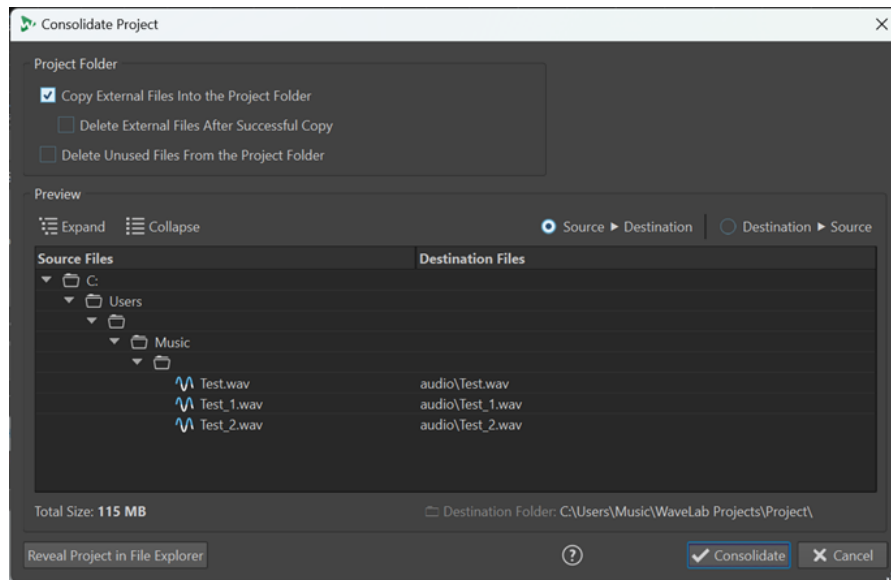 Consolidate Project
Project Folder
Copy External Files Into the Project Folder
Delete External Files After Successful Copy
Delete Unused Files From the Project Folder
Preview
Expand Collapse Source ▶ Destination Destination ▶ Source
Source Files Destination Files
C:
Users
Music
Test.wav audio\Test.wav
Test_1.wav audio\Test_1.wav
Test_2.wav audio\Test_2.wav
Total Size: 115 MB Destination Folder: C:\Users\Music\WaveLab Projects\Project\
Reveal Project in File Explorer ? Consolidate Cancel